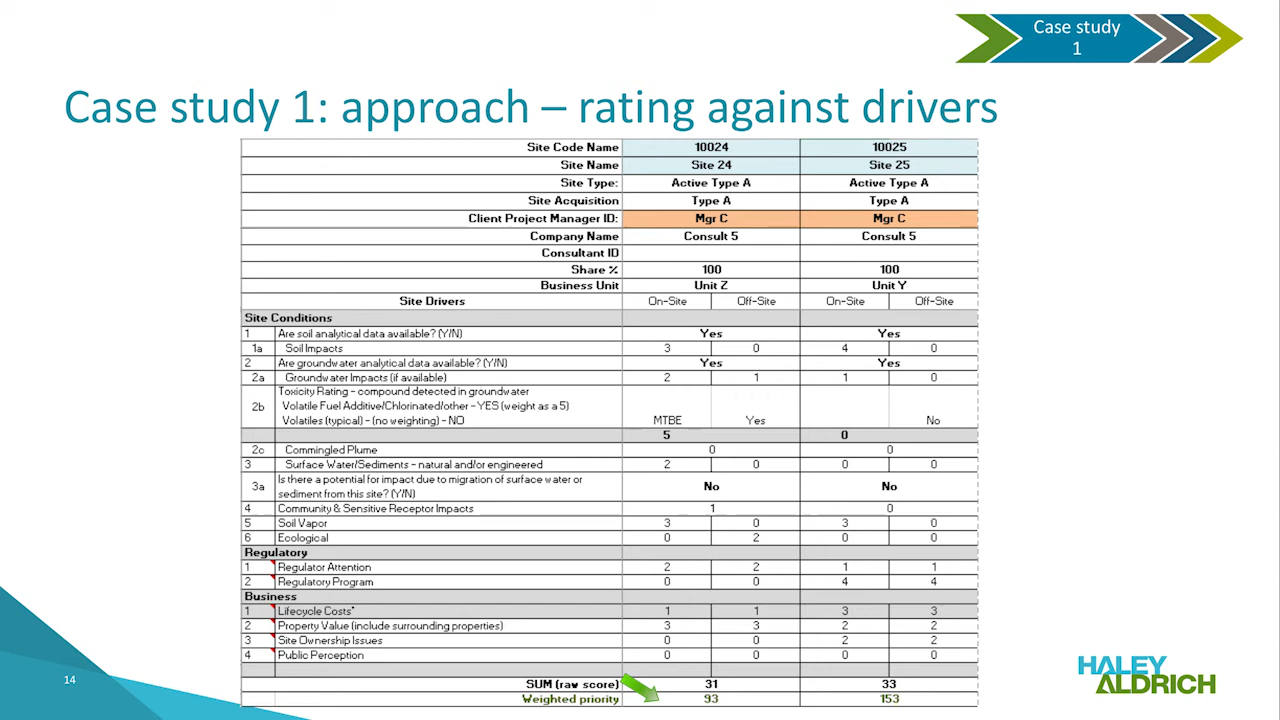 Case study
1
Case study 1: approach – rating against drivers
Site Code Name 10024 10025
Site Name Site 24 Site 25
Site Type: Active Type A Active Type A
Site Acquisition Type A Type A
Client Project Manager ID: Mgr C Mgr C
Company Name Consult 5 Consult 5
Consultant ID
Share % 100 100
Business Unit Unit Z Unit Y
Site Drivers On-Site Off-Site On-Site Off-Site
Site Conditions
1 Are soil analytical data available? (Y/N) Yes Yes
1a Soil Impacts 3 0 4 0
2 Are groundwater analytical data available? (Y/N) Yes Yes
2a Groundwater Impacts (if available) 2 1 1 0
Toxicity Rating - compound detected in groundwater
2b Volatile Fuel Additive/Chlorinated/other - YES (weight as a 5)
Volatiles (typical) - (no weighting) - NO MTBE Yes No
5 0
2c Commingled Plume 0 0
3 Surface Water/Sediments - natural and/or engineered 2 0 0 0
3a Is there a potential for impact due to migration of surface water or
sediment from this site? (Y/N) No No
4 Community & Sensitive Receptor Impacts 1 0
5 Soil Vapor 3 0 3 0
6 Ecological 0 2 0 0
Regulatory
1 Regulator Attention 2 2 1 1
2 Regulatory Program 0 0 4 4
Business
1 Lifecycle Costs* 1 1 3 3
2 Property Value (include surrounding properties) 3 3 2 2
3 Site Ownership Issues 0 0 2 2
4 Public Perception 0 0 0 0
SUM (raw score) 31 33
Weighted priority 93 153
14
HALEY
ALDRICH